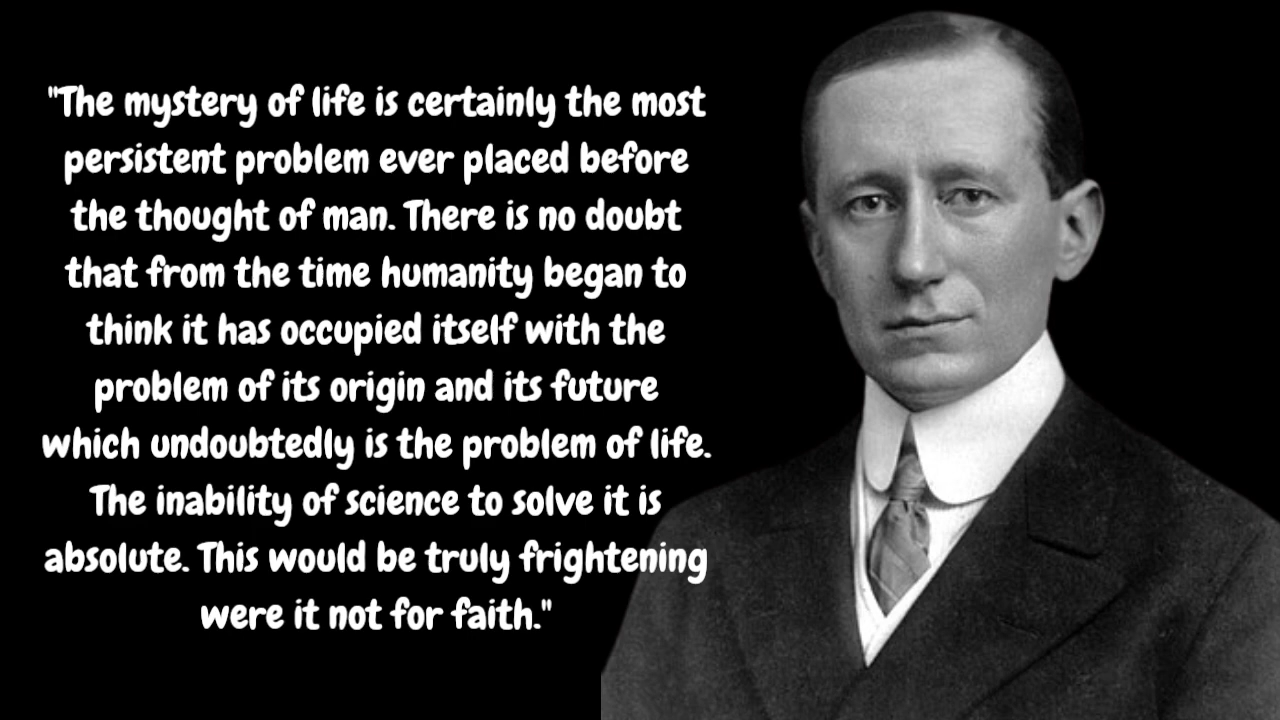 "The mystery of life is certainly the most
persistent problem ever placed before
the thought of man. There is no doubt
that from the time humanity began to
think it has occupied itself with the
problem of its origin and its future
which undoubtedly is the problem of life.
The inability of science to solve it is
absolute. This would be truly frightening
were it not for faith."